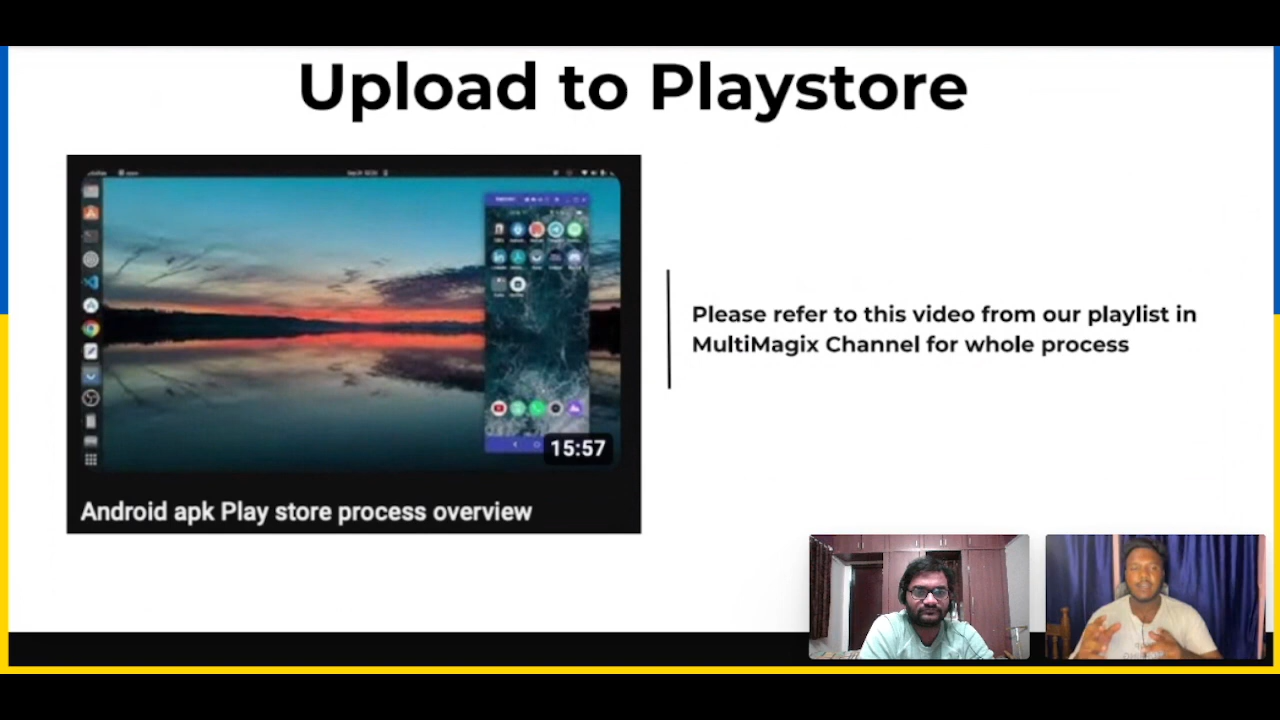 Upload to Playstore
15:57
Android apk Play store process overview
Please refer to this video from our playlist in
MultiMagix Channel for whole process